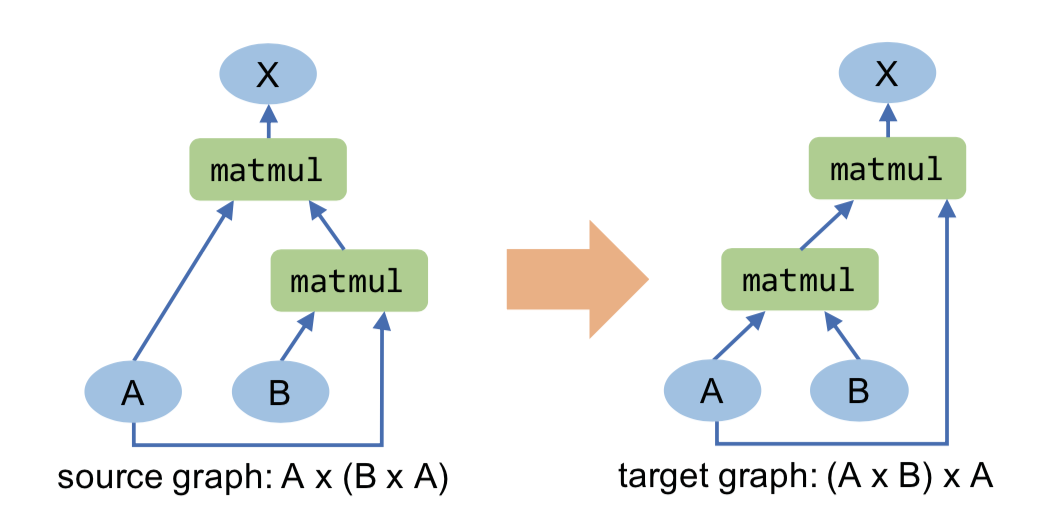 X
matmul
matmul
A
B
source graph: A x (B x A)
X
matmul
matmul
A
B
target graph: (A x B) x A